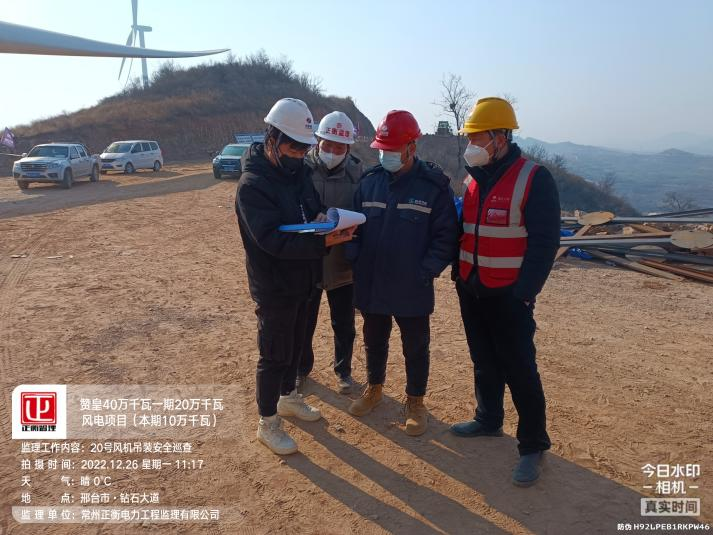 正衡监理
正衡管理
赞皇40万千瓦一期20万千瓦
风电项目（本期10万千瓦）
监理工作内容：20号风机吊装安全巡查
拍摄时间：2022.12.26 星期一 11:17
天气：晴 0℃
地点：邢台市·钻石大道
监理单位：常州正衡电力工程监理有限公司
今日水印
相机
真实时间
防伪 H92LPEB1RKPW46